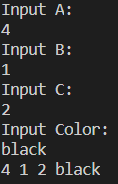 Input A:
4
Input B:
1
Input C:
2
Input Color:
black
4 1 2 black